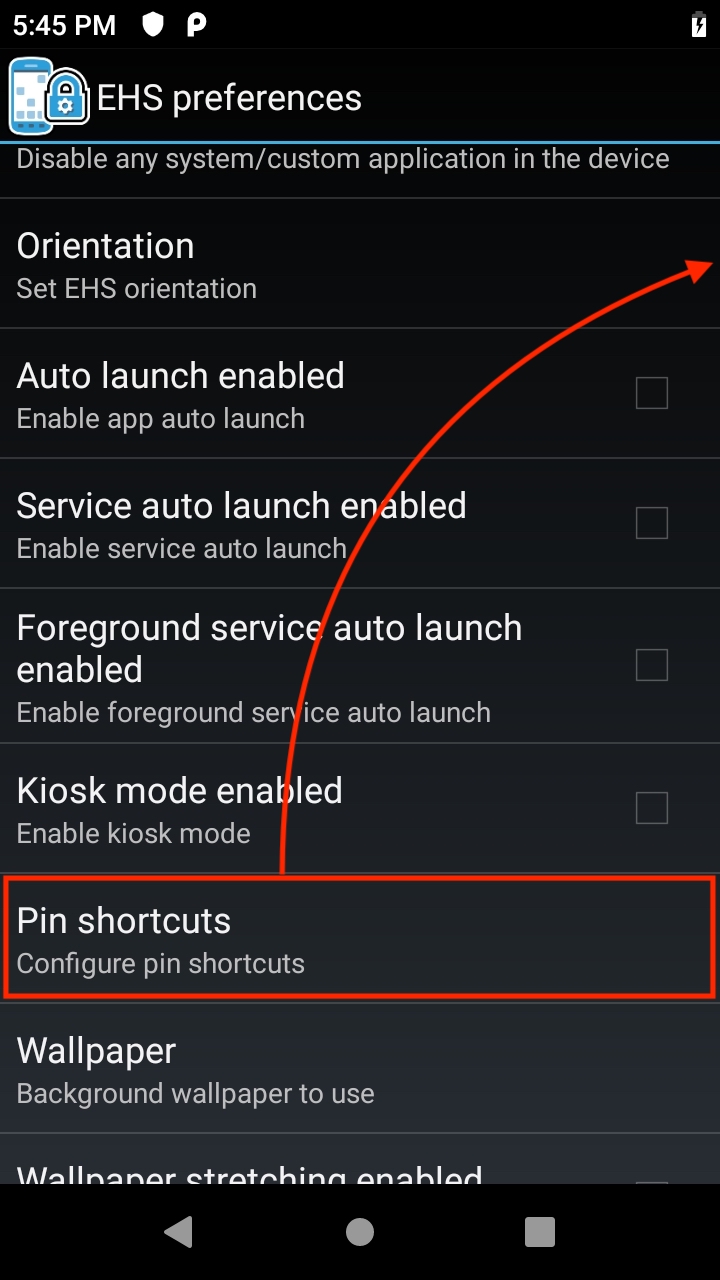 5:45 PM
EHS preferences
Disable any system/custom application in the device
Orientation
Set EHS orientation
Auto launch enabled
Enable app auto launch
Service auto launch enabled
Enable service auto launch
Foreground service auto launch
enabled
Enable foreground service auto launch
Kiosk mode enabled
Enable kiosk mode
Pin shortcuts
Configure pin shortcuts
Wallpaper
Background wallpaper to use
Wallpaper stretching enabled